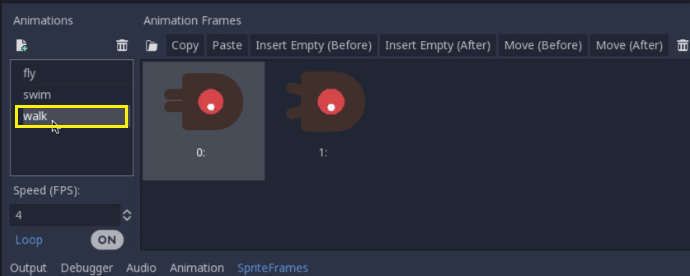 Animations
Animation Frames
Copy Paste Insert Empty (Before) Insert Empty (After) Move (Before) Move (After)
fly
swim
walk
0:
1:
Speed (FPS):
4
Loop ON
Output Debugger Audio Animation SpriteFrames